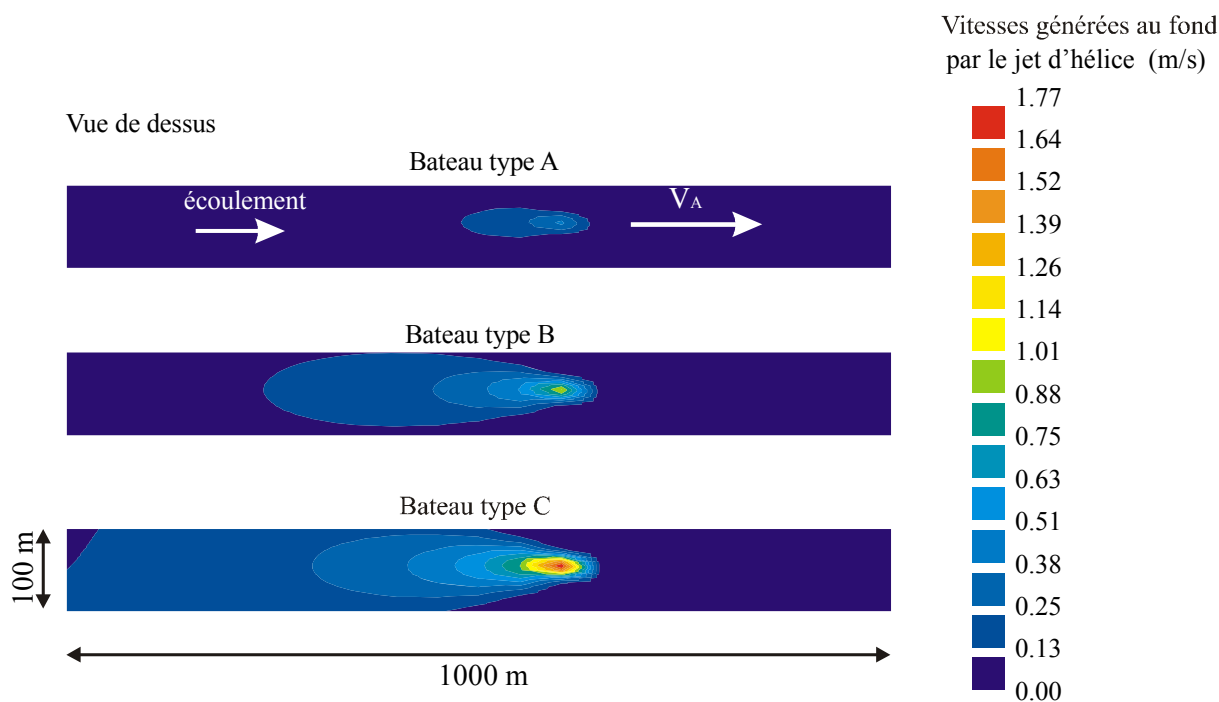 Vitesses générées au fond
par le jet d'hélice (m/s)
Vue de dessus
Bateau type A
écoulement
VA
Bateau type B
Bateau type C
100 m
1000 m
1.77
1.64
1.52
1.39
1.26
1.14
1.01
0.88
0.75
0.63
0.51
0.38
0.25
0.13
0.00